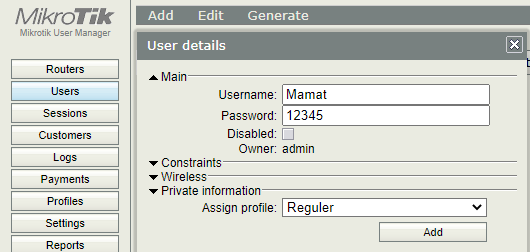 MikroTik
Mikrotik User Manager
Routers
Users
Sessions
Customers
Logs
Payments
Profiles
Settings
Reports
Add Edit Generate
User details
Main
Username: Mamat
Password: 12345
Disabled:
Owner: admin
Constraints
Wireless
Private information
Assign profile: Reguler
Add